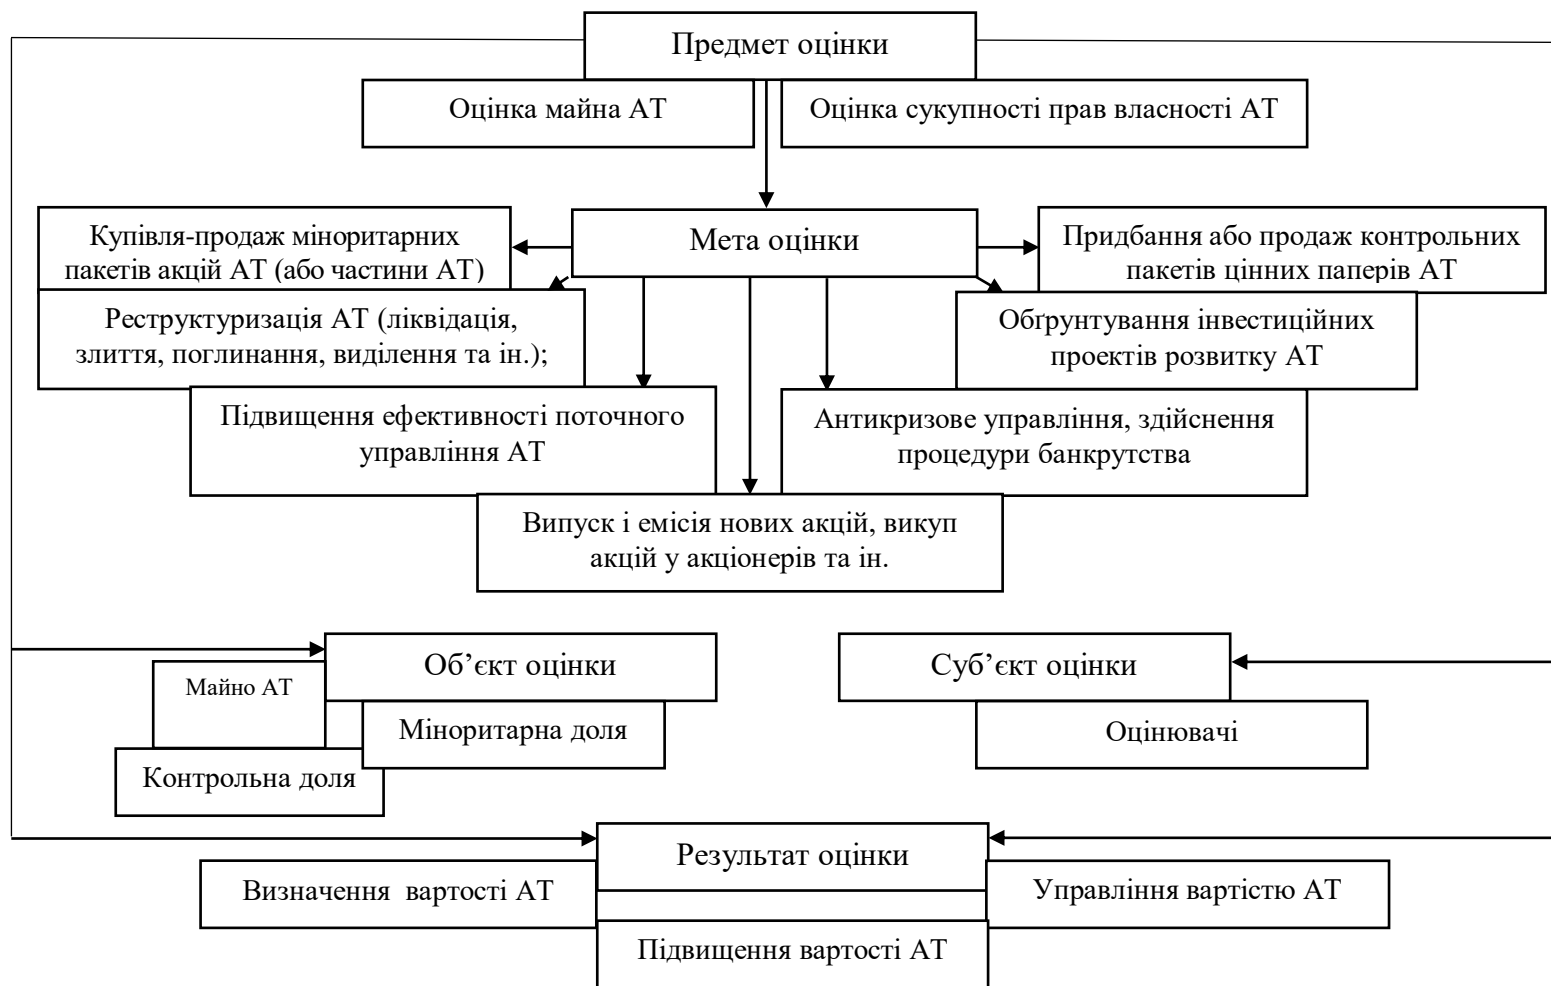 Предмет оцінки
Оцінка майна АТ
Оцінка сукупності прав власності АТ
Купівля-продаж міноритарних
пакетів акцій АТ (або частини АТ)
Мета оцінки
Придбання або продаж контрольних
пакетів цінних паперів АТ
Реструктуризація АТ (ліквідація,
злиття, поглинання, виділення та ін.);
Обґрунтування інвестиційних
проектів розвитку АТ
Підвищення ефективності поточного
управління АТ
Антикризове управління, здійснення
процедури банкрутства
Випуск і емісія нових акцій, викуп
акцій у акціонерів та ін.
Об’єкт оцінки
Суб’єкт оцінки
Майно АТ
Міноритарна доля
Оцінювачі
Контрольна доля
Результат оцінки
Визначення  вартості АТ
Управління вартістю АТ
Підвищення вартості АТ